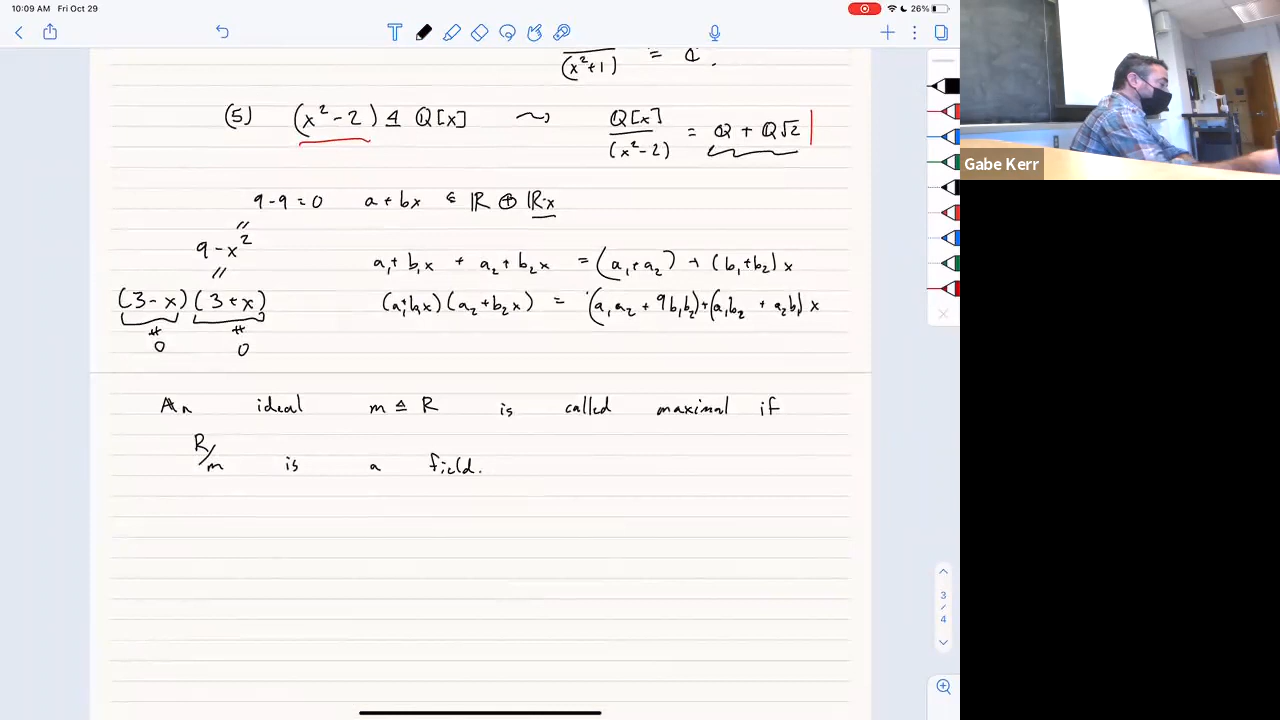 10:09 AM Fri Oct 29
26%
(x²+1) = ℂ.
(5) (x² - 2) ⊴ Q[x] ⇝ Q[x] / (x² - 2) = Q + Q√2
9 - 9 = 0 a + bx ∈ ℝ ⊕ ℝ·x
"
9 - x²
"
a₁ + b₁x + a₂ + b₂x = (a₁+a₂) + (b₁+b₂) x
(3 - x)(3 + x) (a₁+b₁x)(a₂ + b₂x) = (a₁a₂ + 9b₁b₂)+(a₁b₂ + a₂b₁) x
≠ ≠
0 0
An ideal m ⊴ R is called maximal if
R/m is a field.
Gabe Kerr
3
/
4